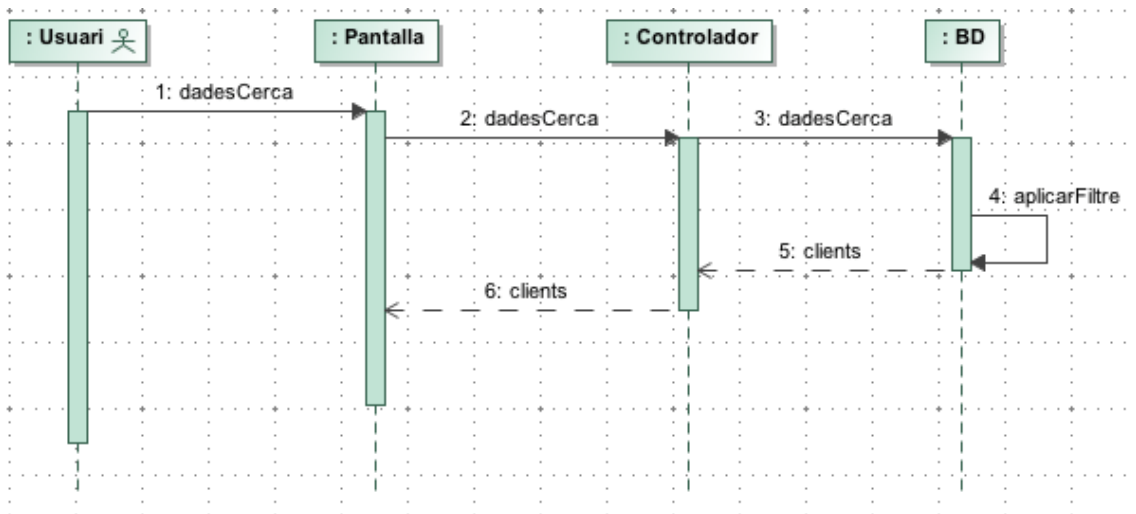 : Usuari
: Pantalla
: Controlador
: BD
1: dadesCerca
2: dadesCerca
3: dadesCerca
4: aplicarFiltre
5: clients
6: clients